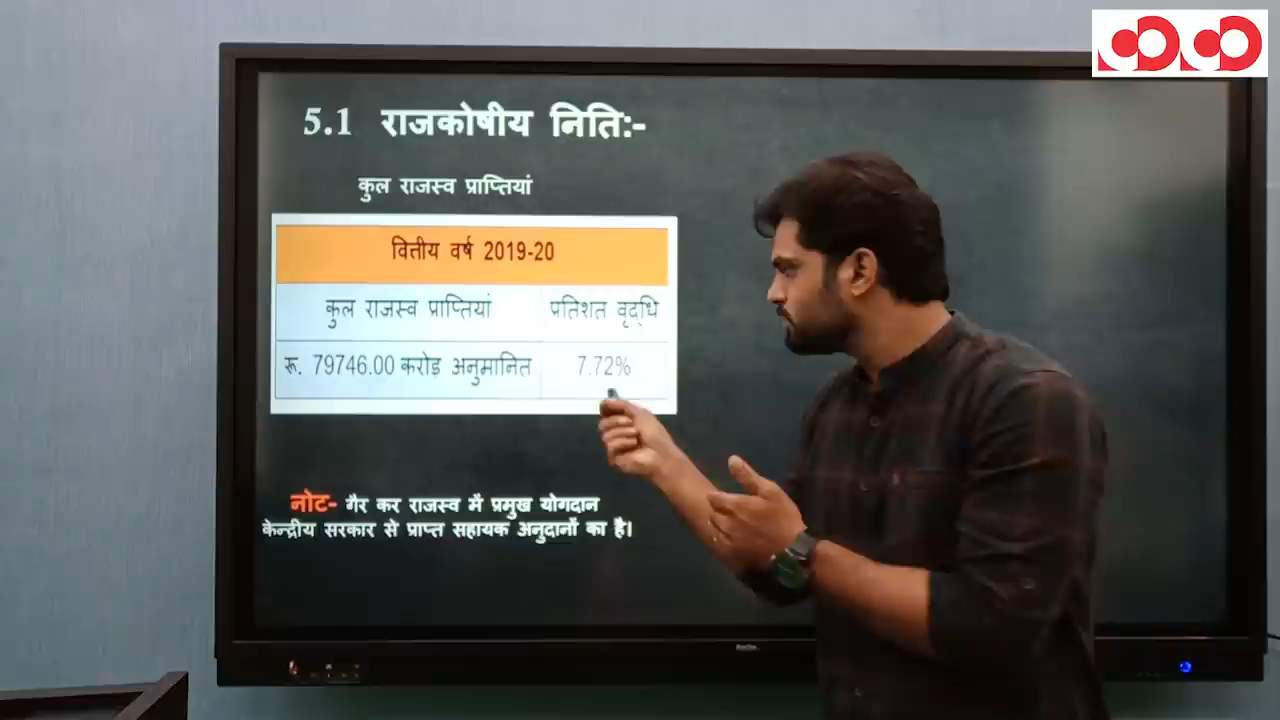 5.1 राजकोषीय निति:-
कुल राजस्व प्राप्तियां
वितीय वर्ष 2019-20
कुल राजस्व प्राप्तियां प्रतिशत वृद्धि
रू. 79746.00 करोड़ अनुमानित 7.72%
नोट- गैर कर राजस्व में प्रमुख योगदान
केन्द्रीय सरकार से प्राप्त सहायक अनुदानों का है।